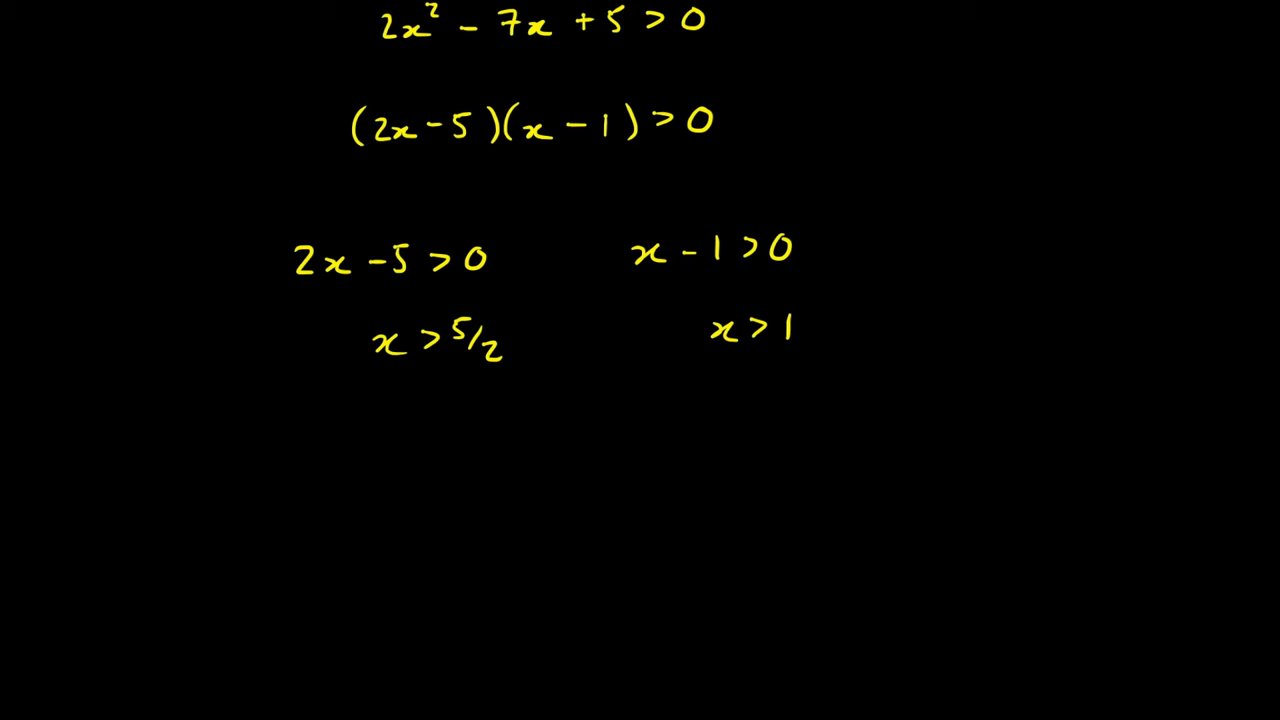 2x² - 7x + 5 > 0
(2x - 5)(x - 1) > 0
2x - 5 > 0 x - 1 > 0
x > 5/2 x > 1